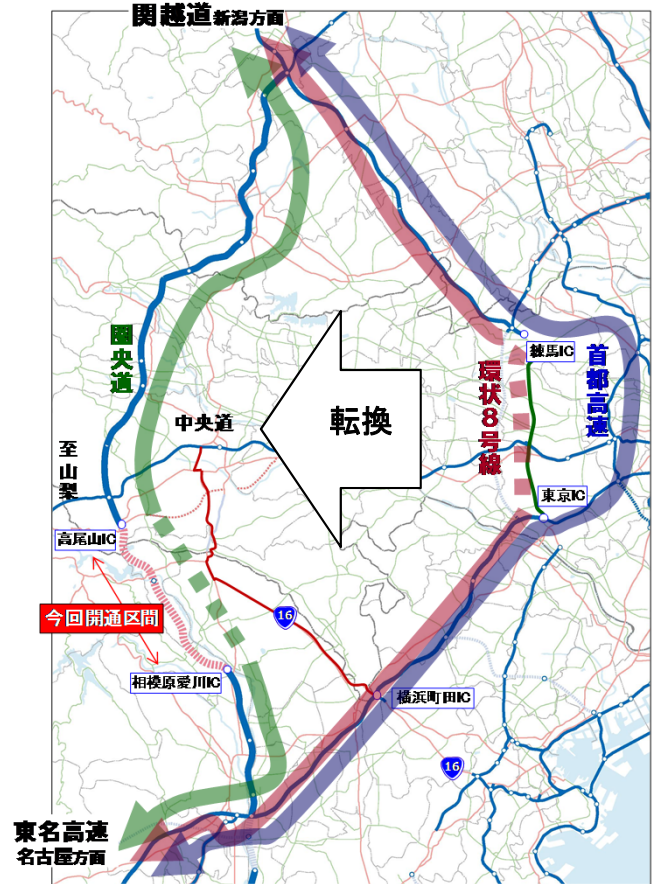 関越道新潟方面
練馬IC
首都高速
環状8号線
圏央道
転換
中央道
至山梨
東京IC
高尾山IC
今回開通区間
16
相模原愛川IC
横浜町田IC
16
東名高速
名古屋方面